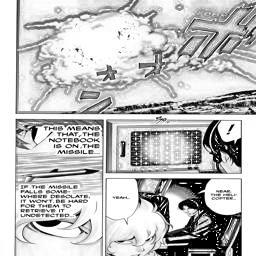 THIS MEANS
THAT, THE
NOTEBOOK
IS ON, THE
MISSILE...
!
IF THE MISSILE
FALLS SOME-
WHERE DESOLATE,
IT WON'T BE HARD
FOR THEM TO
RETRIEVE IT
UNDETECTED...
YEAH..
NEAR,
THE HELI-
COPTER..